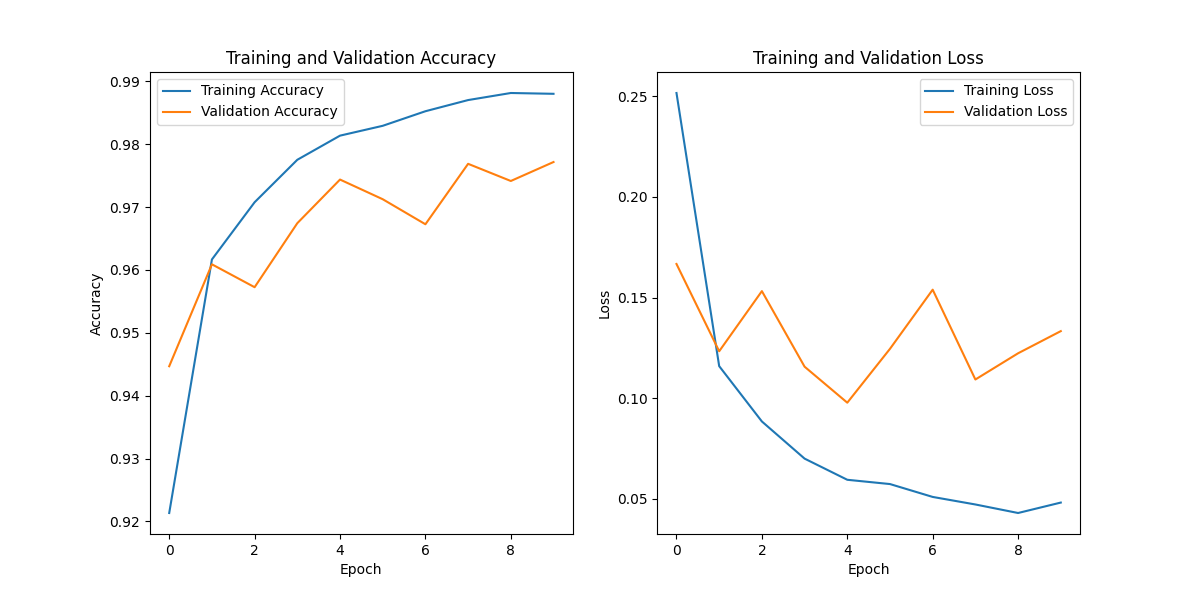 Training and Validation Accuracy
Training Accuracy
Validation Accuracy
0.99
0.98
0.97
0.96
0.95
0.94
0.93
0.92
Accuracy
0 2 4 6 8
Epoch
Training and Validation Loss
Training Loss
Validation Loss
0.25
0.20
0.15
0.10
0.05
Loss
0 2 4 6 8
Epoch